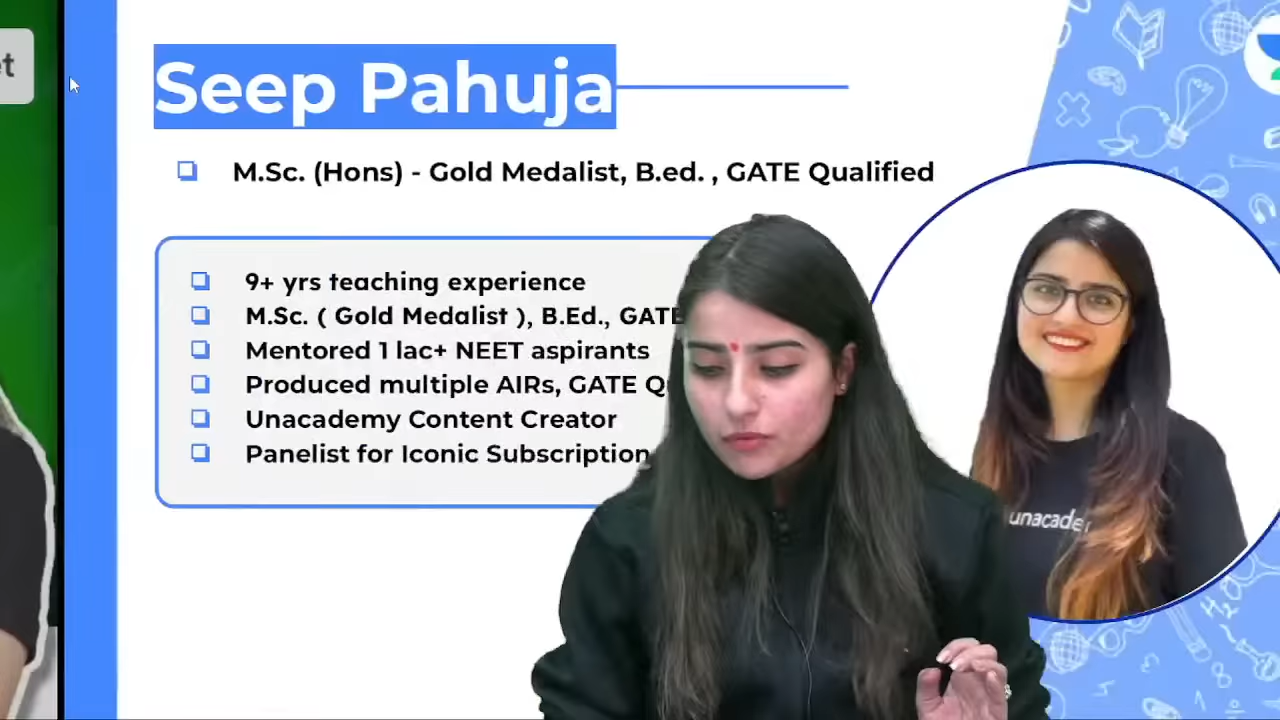 Seep Pahuja
M.Sc. (Hons) - Gold Medalist, B.ed. , GATE Qualified
9+ yrs teaching experience
M.Sc. ( Gold Medalist ), B.Ed., GATE
Mentored 1 lac+ NEET aspirants
Produced multiple AIRs, GATE
Unacademy Content Creator
Panelist for Iconic Subscription
H₂O